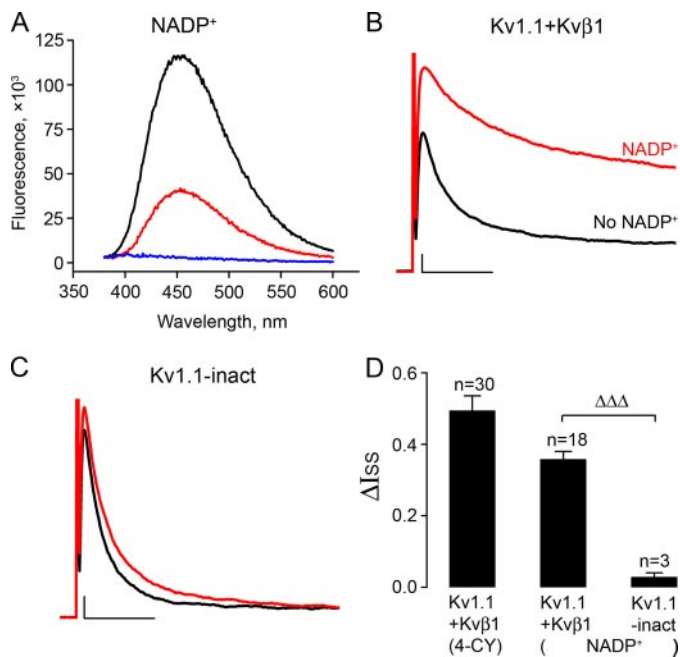 A
NADP⁺
Fluorescence, ×10³
125
100
75
50
25
0
350 400 450 500 550 600
Wavelength, nm
B
Kv1.1+Kvβ1
NADP⁺
No NADP⁺
C
Kv1.1-inact
D
ΔIss
0.6
0.4
0.2
0.0
n=30
n=18
n=3
ΔΔΔ
Kv1.1 Kv1.1 Kv1.1
+Kvβ1 +Kvβ1 -inact
(4-CY) ( NADP⁺ )